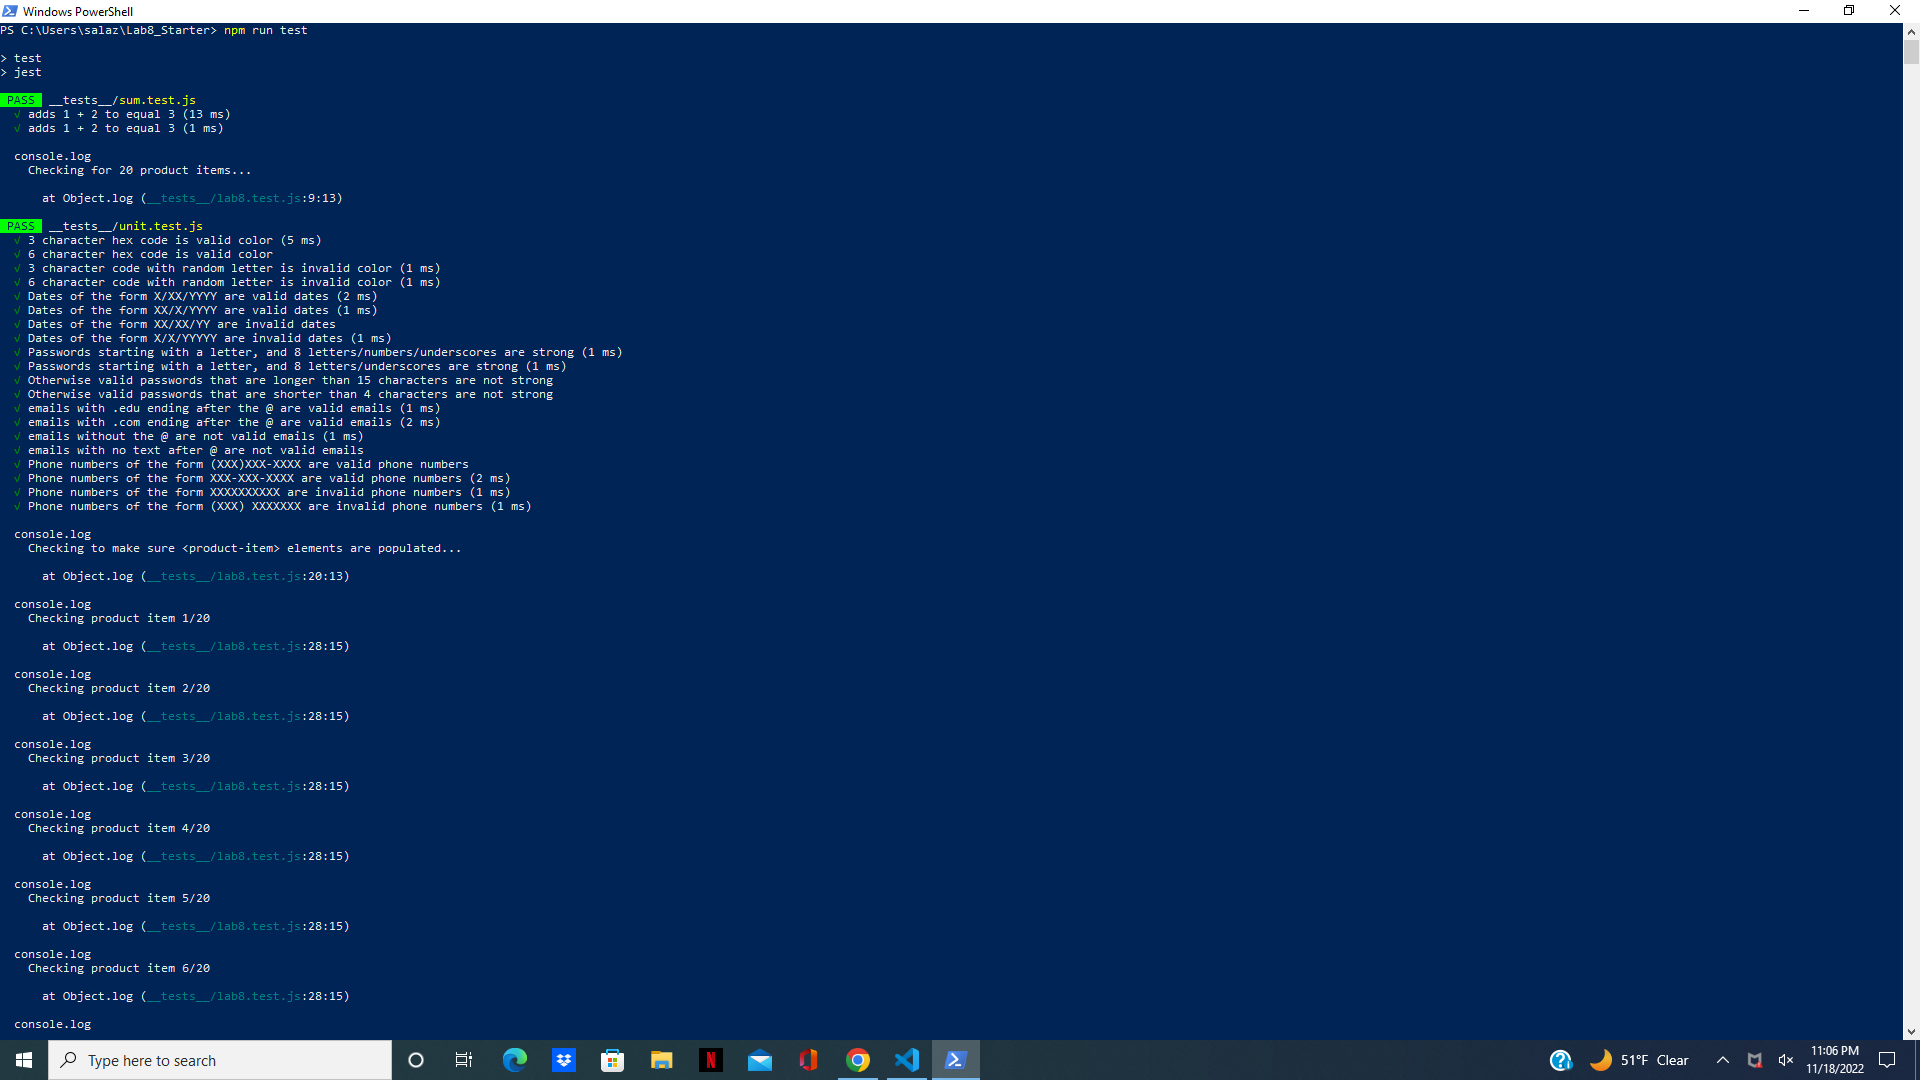 Windows PowerShell
PS C:\Users\salaz\Lab8_Starter> npm run test
> test
> jest
PASS __tests__/sum.test.js
√ adds 1 + 2 to equal 3 (13 ms)
√ adds 1 + 2 to equal 3 (1 ms)
console.log
Checking for 20 product items...
at Object.log (__tests__/lab8.test.js:9:13)
PASS __tests__/unit.test.js
√ 3 character hex code is valid color (5 ms)
√ 6 character hex code is valid color
√ 3 character code with random letter is invalid color (1 ms)
√ 6 character code with random letter is invalid color (1 ms)
√ Dates of the form X/XX/YYYY are valid dates (2 ms)
√ Dates of the form XX/X/YYYY are valid dates (1 ms)
√ Dates of the form XX/XX/YY are invalid dates
√ Dates of the form X/X/YYYYY are invalid dates (1 ms)
√ Passwords starting with a letter, and 8 letters/numbers/underscores are strong (1 ms)
√ Passwords starting with a letter, and 8 letters/underscores are strong (1 ms)
√ Otherwise valid passwords that are longer than 15 characters are not strong
√ Otherwise valid passwords that are shorter than 4 characters are not strong
√ emails with .edu ending after the @ are valid emails (1 ms)
√ emails with .com ending after the @ are valid emails (2 ms)
√ emails without the @ are not valid emails (1 ms)
√ emails with no text after @ are not valid emails
√ Phone numbers of the form (XXX)XXX-XXXX are valid phone numbers
√ Phone numbers of the form XXX-XXX-XXXX are valid phone numbers (2 ms)
√ Phone numbers of the form XXXXXXXXXX are invalid phone numbers (1 ms)
√ Phone numbers of the form (XXX) XXXXXXX are invalid phone numbers (1 ms)
console.log
Checking to make sure <product-item> elements are populated...
at Object.log (__tests__/lab8.test.js:20:13)
console.log
Checking product item 1/20
at Object.log (__tests__/lab8.test.js:28:15)
console.log
Checking product item 2/20
at Object.log (__tests__/lab8.test.js:28:15)
console.log
Checking product item 3/20
at Object.log (__tests__/lab8.test.js:28:15)
console.log
Checking product item 4/20
at Object.log (__tests__/lab8.test.js:28:15)
console.log
Checking product item 5/20
at Object.log (__tests__/lab8.test.js:28:15)
console.log
Checking product item 6/20
at Object.log (__tests__/lab8.test.js:28:15)
console.log
Type here to search
N
51°F Clear
11:06 PM
11/18/2022